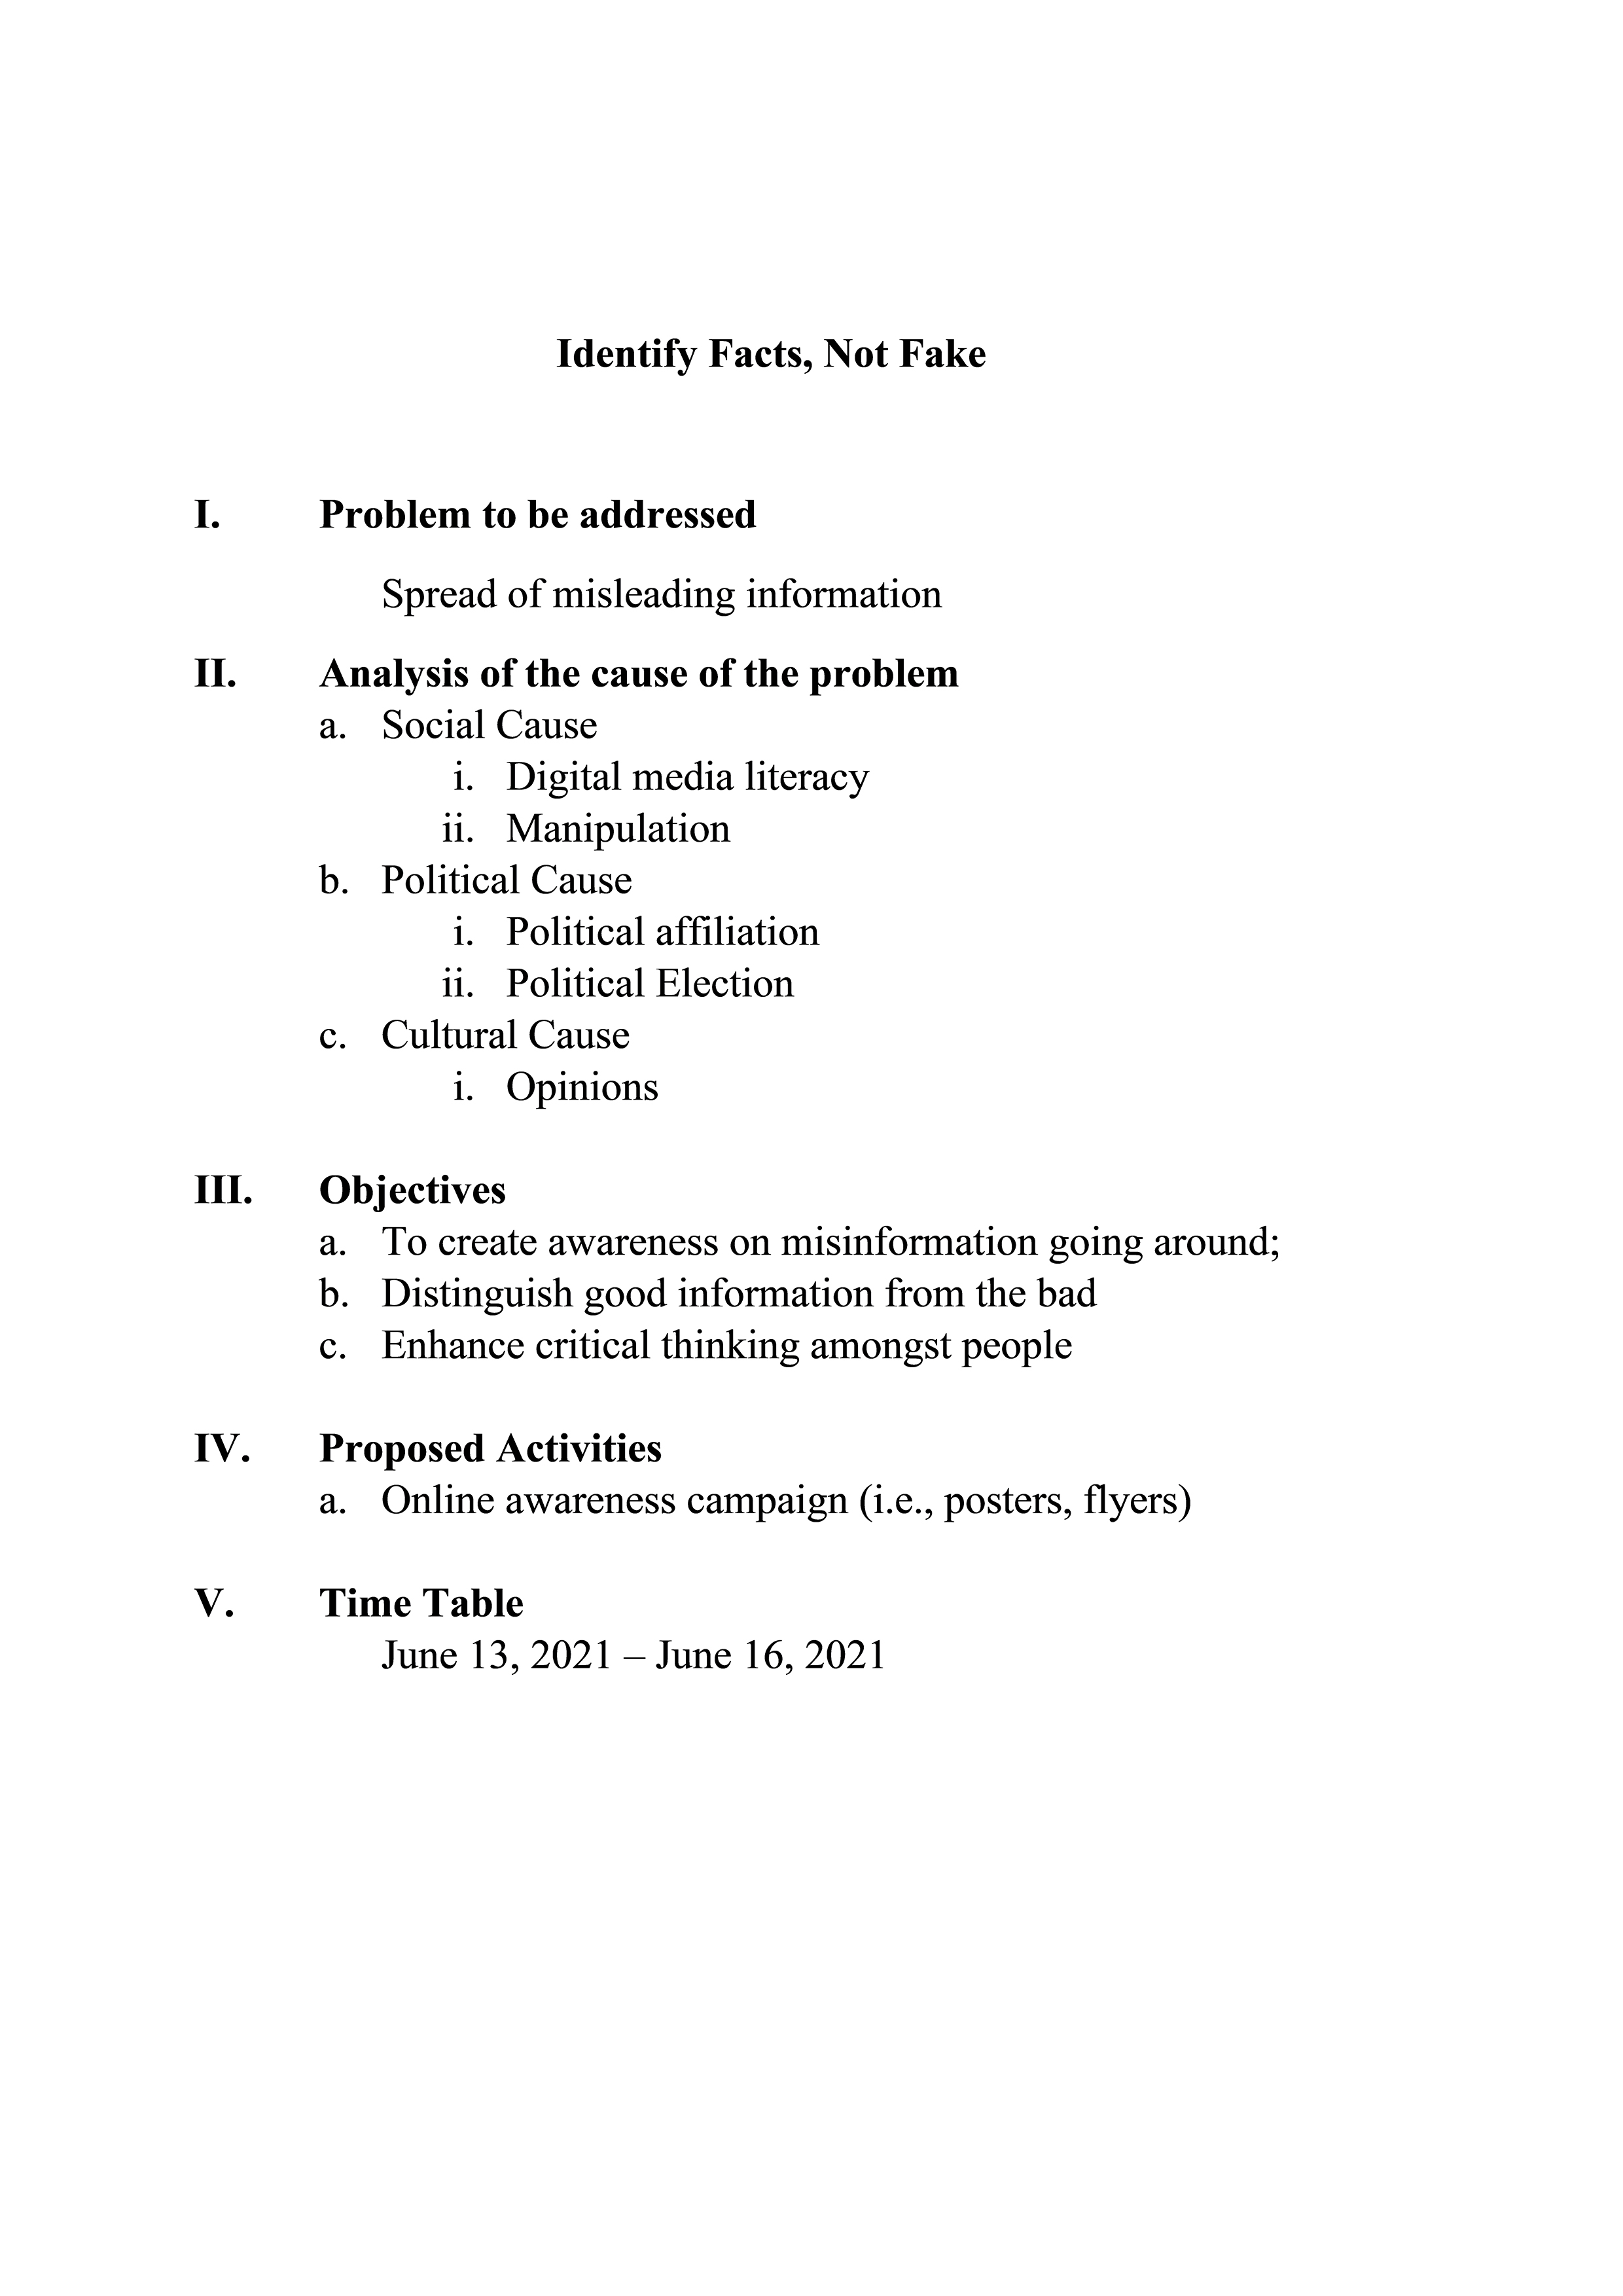 Identify Facts, Not Fake
I. Problem to be addressed
Spread of misleading information
II. Analysis of the cause of the problem
a. Social Cause
i. Digital media literacy
ii. Manipulation
b. Political Cause
i. Political affiliation
ii. Political Election
c. Cultural Cause
i. Opinions
III. Objectives
a. To create awareness on misinformation going around;
b. Distinguish good information from the bad
c. Enhance critical thinking amongst people
IV. Proposed Activities
a. Online awareness campaign (i.e., posters, flyers)
V. Time Table
June 13, 2021 – June 16, 2021